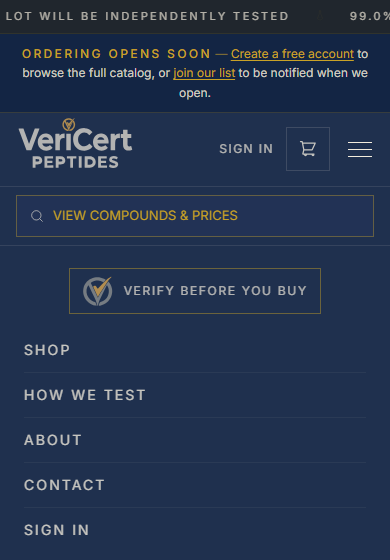 LOT WILL BE INDEPENDENTLY TESTED 99.0%
ORDERING OPENS SOON — Create a free account to
browse the full catalog, or join our list to be notified when we
open.
VeriCert
PEPTIDES
SIGN IN
VIEW COMPOUNDS & PRICES
VERIFY BEFORE YOU BUY
SHOP
HOW WE TEST
ABOUT
CONTACT
SIGN IN